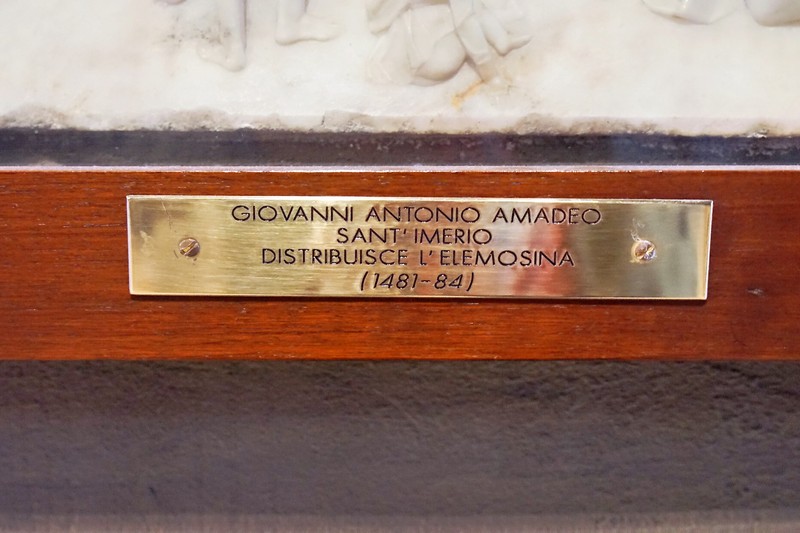 GIOVANNI ANTONIO AMADEO
SANT' IMERIO
DISTRIBUISCE L'ELEMOSINA
(1481-84)